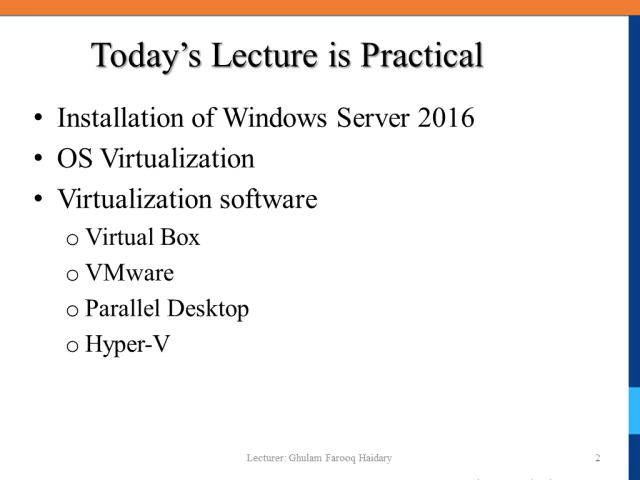 Today’s Lecture is Practical
• Installation of Windows Server 2016
• OS Virtualization
• Virtualization software
o Virtual Box
o VMware
o Parallel Desktop
o Hyper-V
Lecturer: Ghulam Farooq Haidary
2